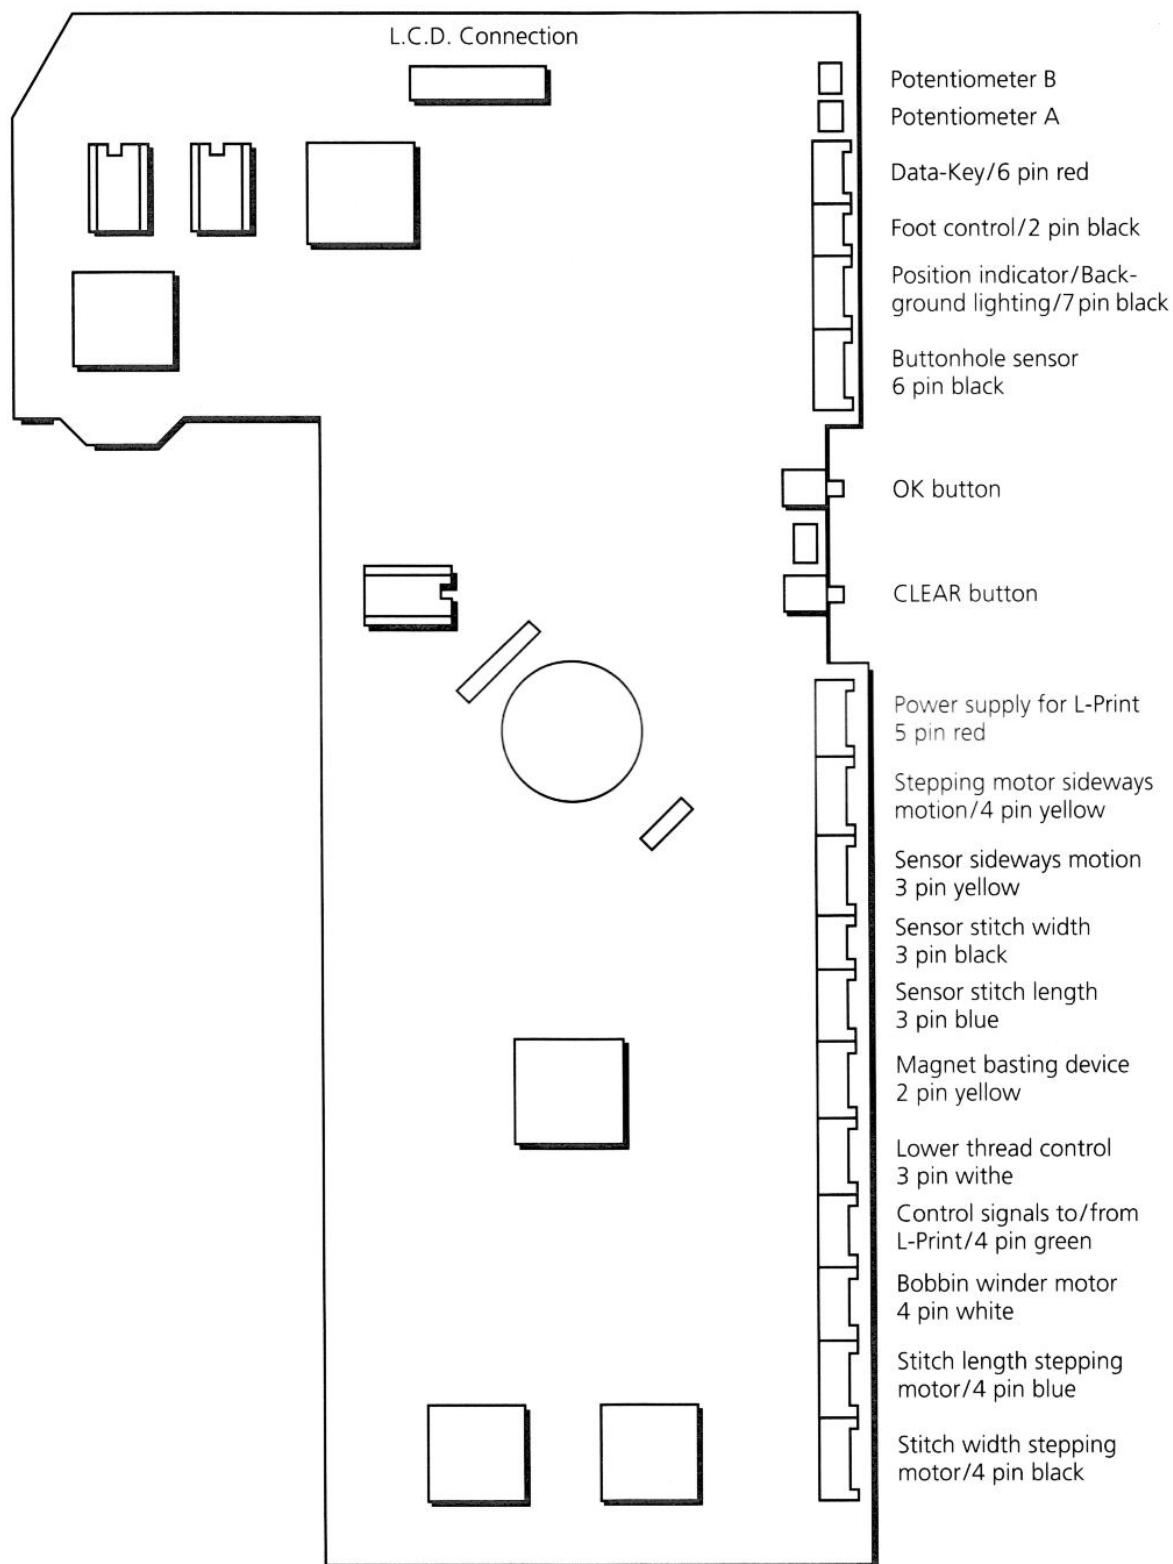 L.C.D. Connection
Potentiometer B
Potentiometer A
Data-Key/6 pin red
Foot control/2 pin black
Position indicator/Back-
ground lighting/7 pin black
Buttonhole sensor
6 pin black
OK button
CLEAR button
Power supply for L-Print
5 pin red
Stepping motor sideways
motion/4 pin yellow
Sensor sideways motion
3 pin yellow
Sensor stitch width
3 pin black
Sensor stitch length
3 pin blue
Magnet basting device
2 pin yellow
Lower thread control
3 pin withe
Control signals to/from
L-Print/4 pin green
Bobbin winder motor
4 pin white
Stitch length stepping
motor/4 pin blue
Stitch width stepping
motor/4 pin black